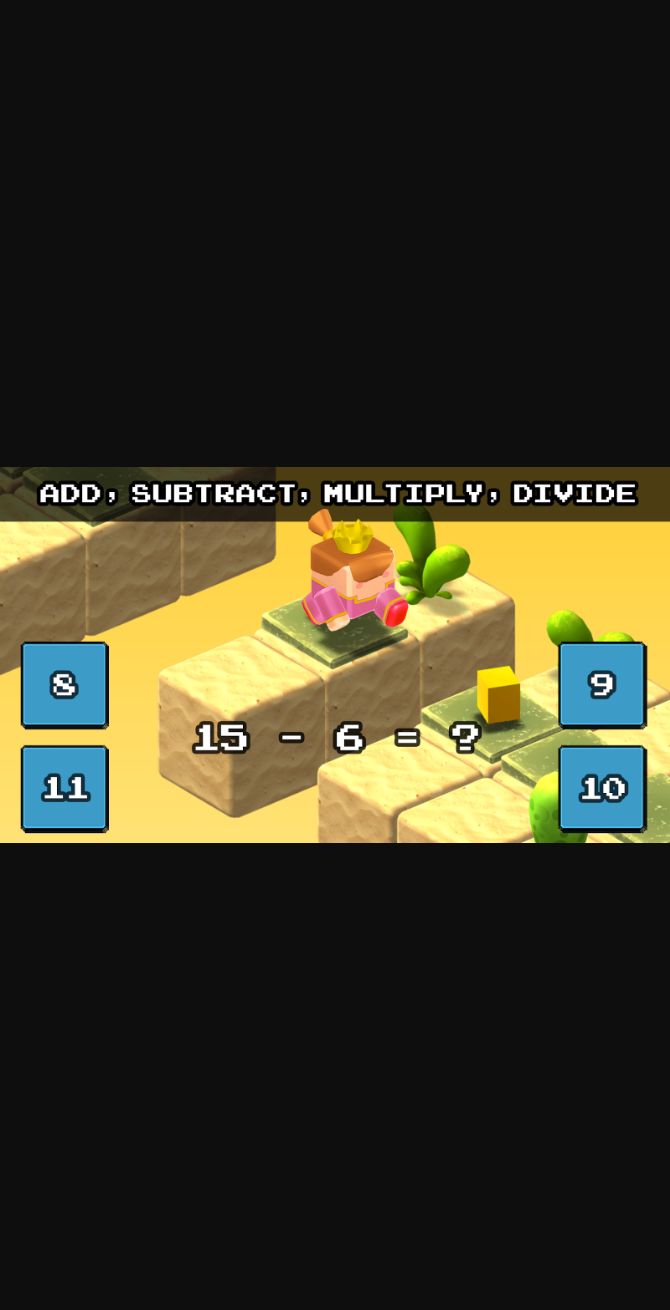 ADD, SUBTRACT, MULTIPLY, DIVIDE
8
9
15 - 6 = ?
11
10